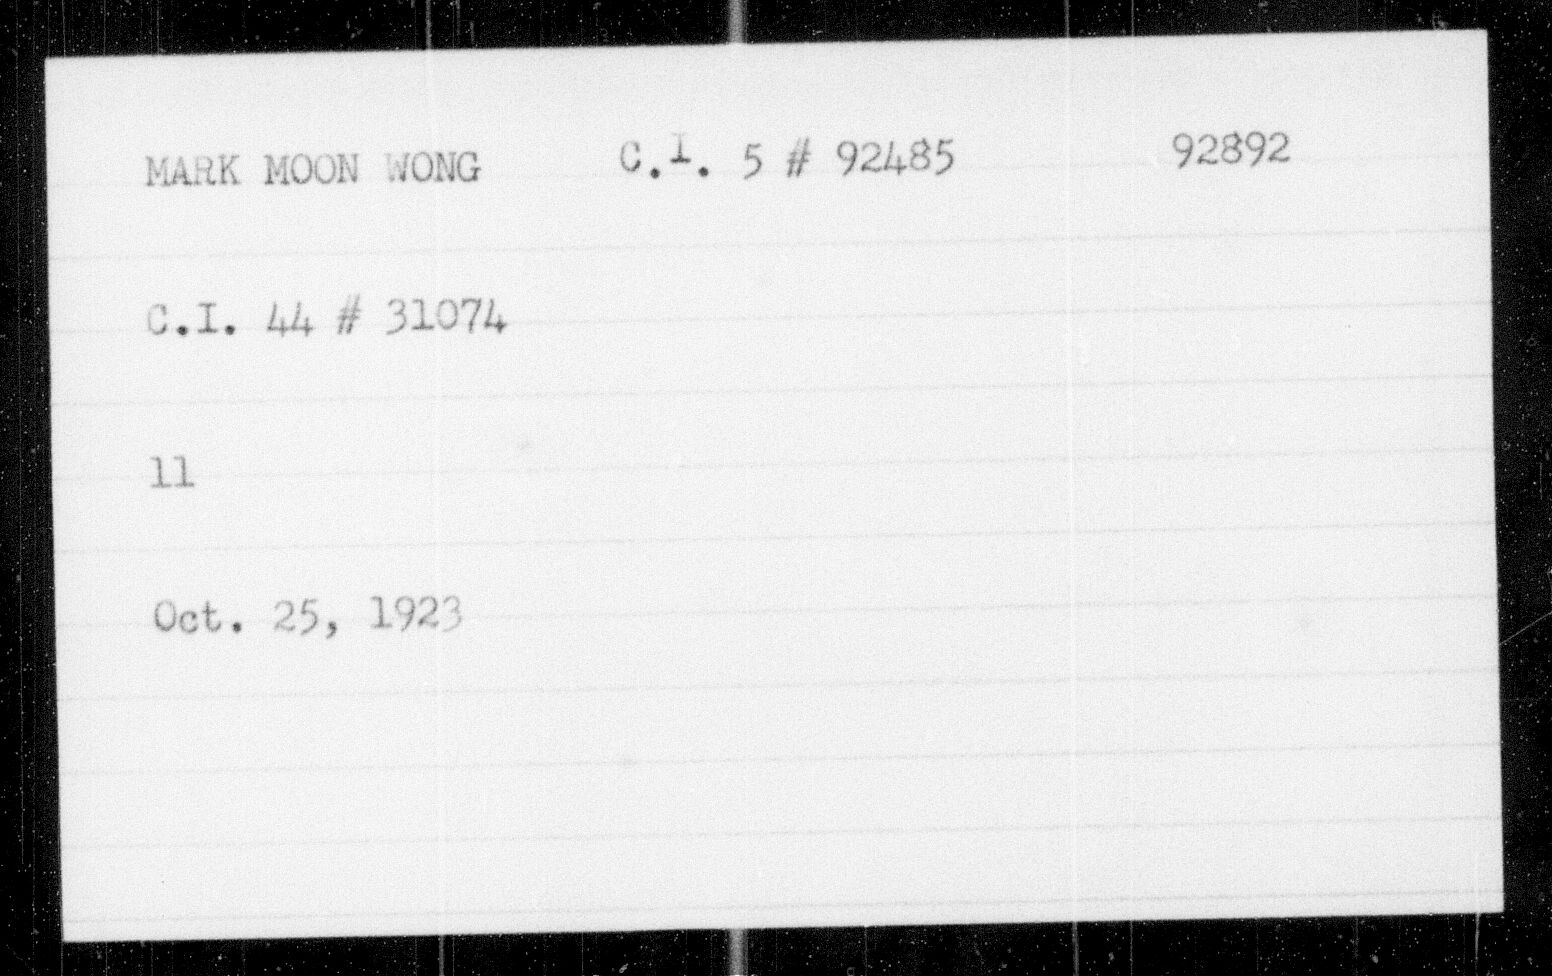 MARK MOON WONG C.I. 5 # 92485 92892
C.I. 44 # 31074
11
Oct. 25, 1923